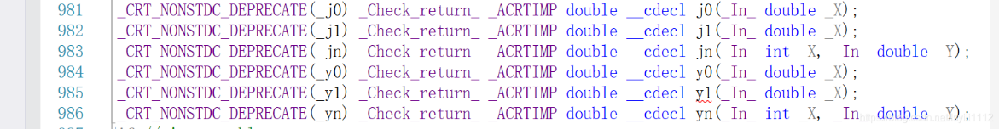 981 _CRT_NONSTDC_DEPRECATE(_j0) _Check_return_ _ACRTIMP double __cdecl j0(_In_ double _X);
982 _CRT_NONSTDC_DEPRECATE(_j1) _Check_return_ _ACRTIMP double __cdecl j1(_In_ double _X);
983 _CRT_NONSTDC_DEPRECATE(_jn) _Check_return_ _ACRTIMP double __cdecl jn(_In_ int _X, _In_ double _Y);
984 _CRT_NONSTDC_DEPRECATE(_y0) _Check_return_ _ACRTIMP double __cdecl y0(_In_ double _X);
985 _CRT_NONSTDC_DEPRECATE(_y1) _Check_return_ _ACRTIMP double __cdecl y1(_In_ double _X);
986 _CRT_NONSTDC_DEPRECATE(_yn) _Check_return_ _ACRTIMP double __cdecl yn(_In_ int _X, _In_ double _Y);